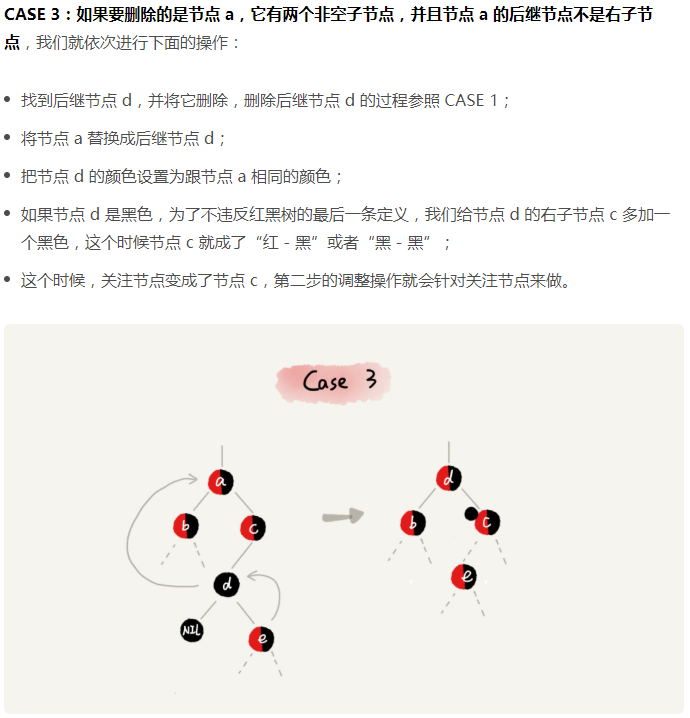 CASE 3：如果要删除的是节点 a，它有两个非空子节点，并且节点 a 的后继节点不是右子节
点，我们就依次进行下面的操作：
找到后继节点 d，并将它删除，删除后继节点 d 的过程参照 CASE 1；
将节点 a 替换成后继节点 d；
把节点 d 的颜色设置为跟节点 a 相同的颜色；
如果节点 d 是黑色，为了不违反红黑树的最后一条定义，我们给节点 d 的右子节点 c 多加一
个黑色，这个时候节点 c 就成了“红 - 黑”或者“黑 - 黑”；
这个时候，关注节点变成了节点 c，第二步的调整操作就会针对关注节点来做。
Case 3
a
d
b
c
b
c
d
e
NIL
e